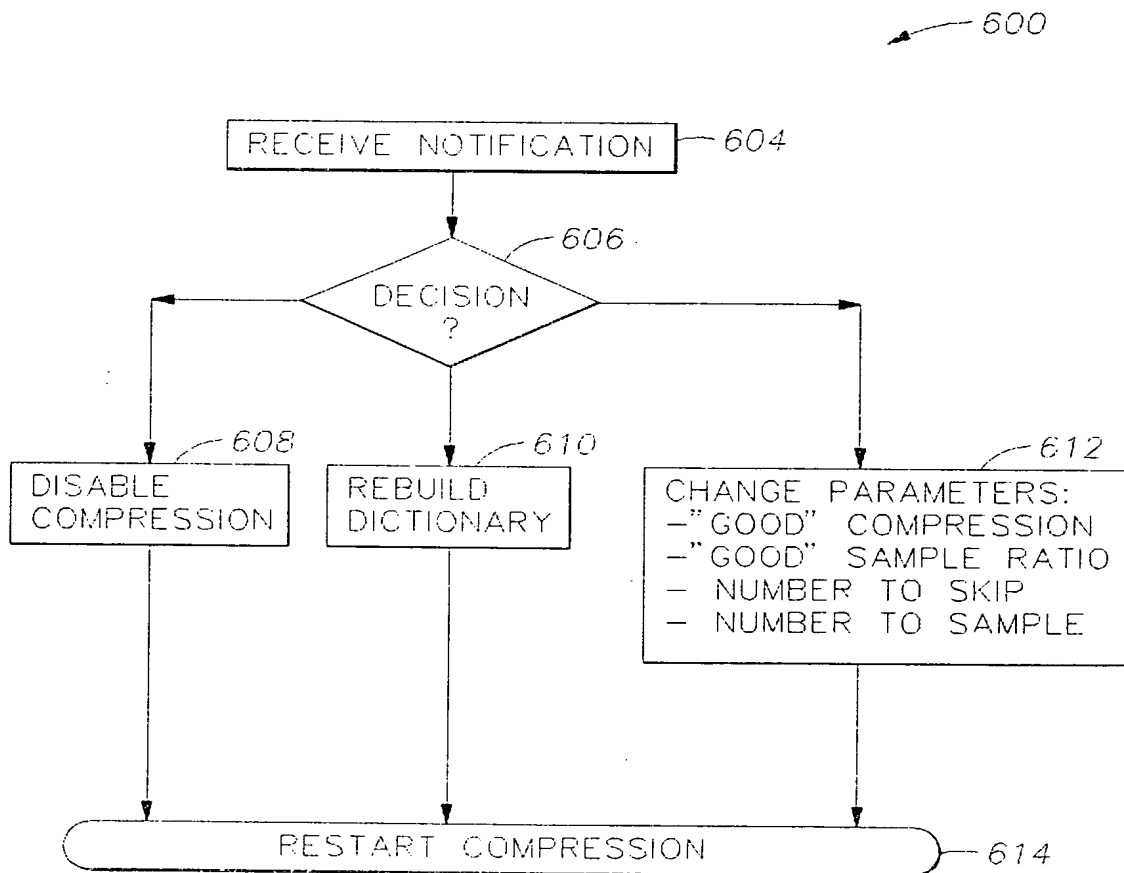 600
RECEIVE NOTIFICATION
604
606
DECISION
?
608
DISABLE
COMPRESSION
610
REBUILD
DICTIONARY
612
CHANGE PARAMETERS:
-"GOOD" COMPRESSION
-"GOOD" SAMPLE RATIO
- NUMBER TO SKIP
- NUMBER TO SAMPLE
RESTART COMPRESSION
614